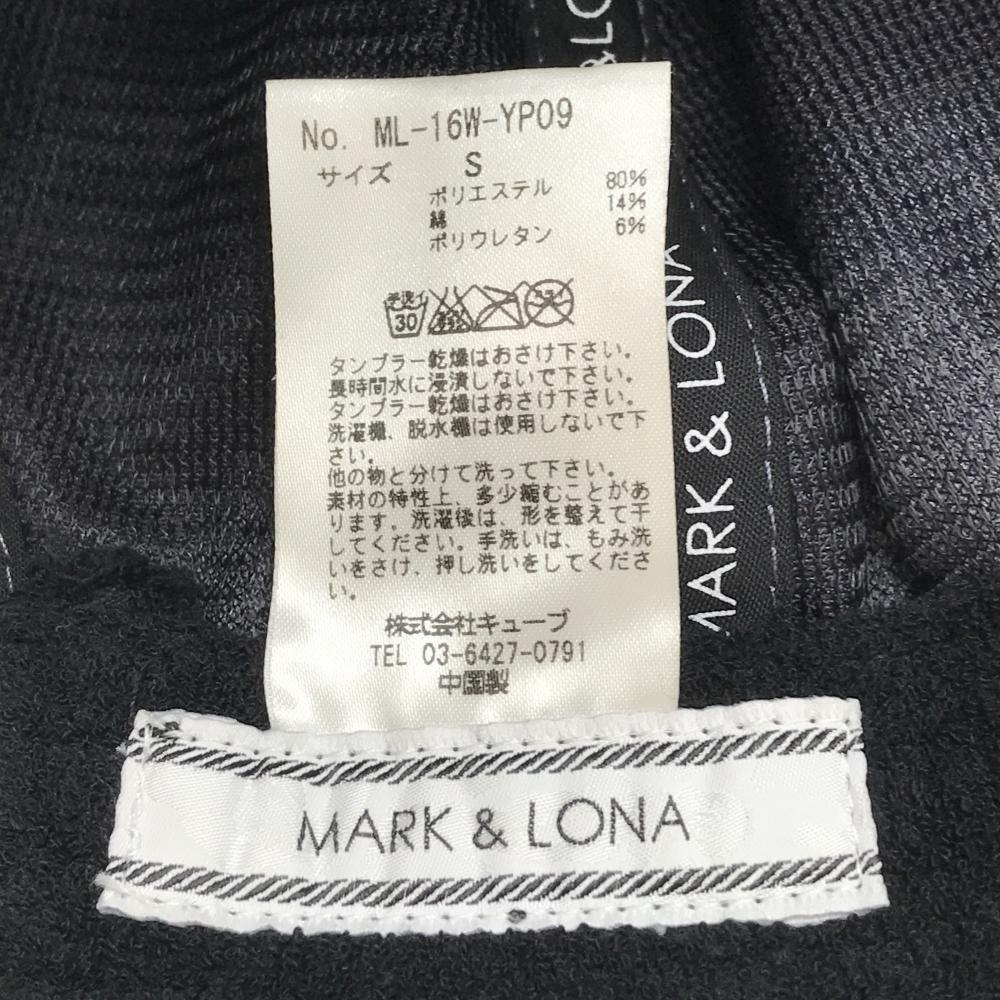 & LO
No. ML-16W-YP09
サイズ S
ポリエステル 80%
綿 14%
ポリウレタン 6%
手洗イ
30
タンブラー乾燥はおさけ下さい。
長時間水に浸漬しないで下さい。
タンブラー乾燥はおさけ下さい。
洗濯機、脱水機は使用しないで下
さい。
他の物と分けて洗って下さい。
素材の特性上、多少縮むことがあ
ります。洗濯後は、形を整えて干
してください。手洗いは、もみ洗
いをさけ、押し洗いをしてくださ
い。
株式会社キューブ
TEL 03-6427-0791
中国製
MARK & LONA
MARK & LONA